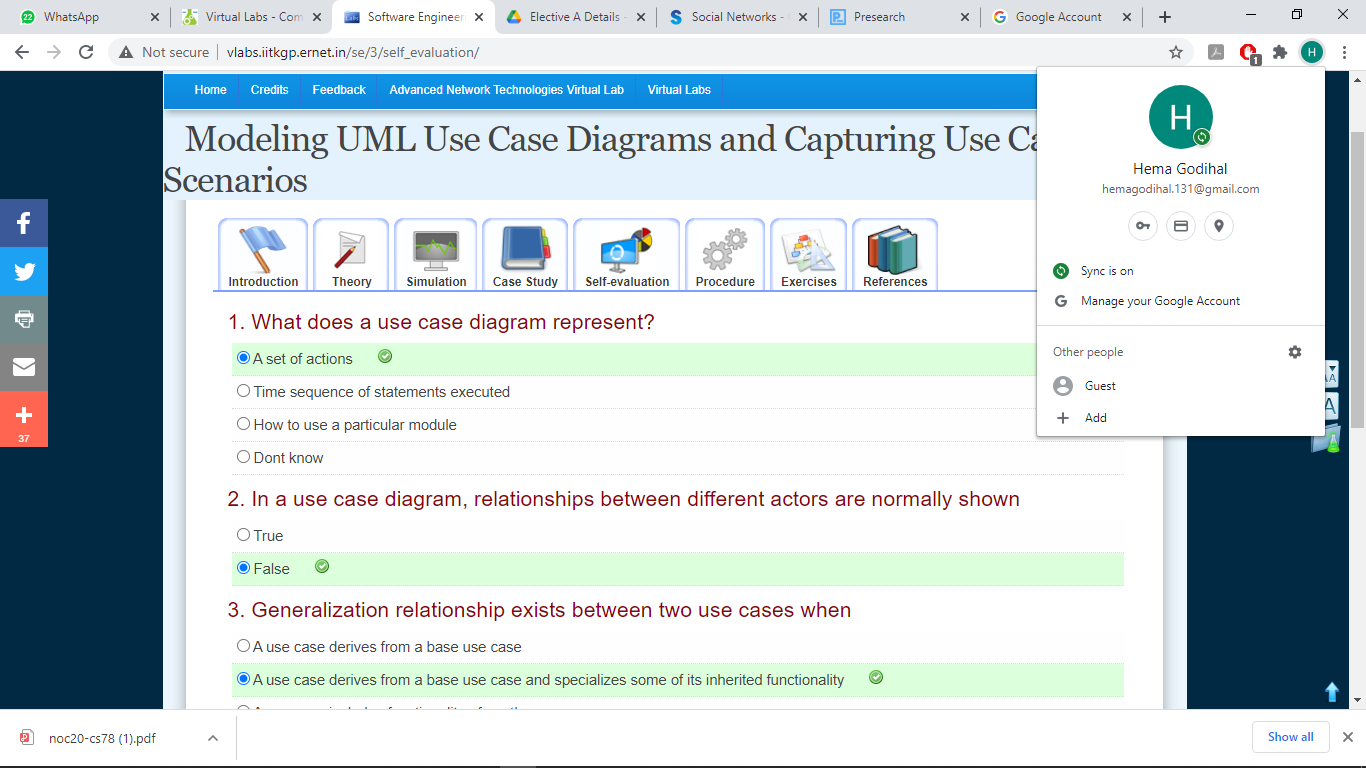 22 WhatsApp
Virtual Labs - Com
Software Engineer
Elective A Details -
Social Networks -
Presearch
Google Account
Not secure
vlabs.iitkgp.ernet.in/se/3/self_evaluation/
1
H
Home
Credits
Feedback
Advanced Network Technologies Virtual Lab
Virtual Labs
Modeling UML Use Case Diagrams and Capturing Use Ca
Scenarios
H
Hema Godihal
hemagodihal.131@gmail.com
Sync is on
Manage your Google Account
Other people
Guest
Add
37
Introduction
Theory
Simulation
Case Study
Self-evaluation
Procedure
Exercises
References
1. What does a use case diagram represent?
A set of actions
Time sequence of statements executed
How to use a particular module
Dont know
2. In a use case diagram, relationships between different actors are normally shown
True
False
3. Generalization relationship exists between two use cases when
A use case derives from a base use case
A use case derives from a base use case and specializes some of its inherited functionality
noc20-cs78 (1).pdf
Show all